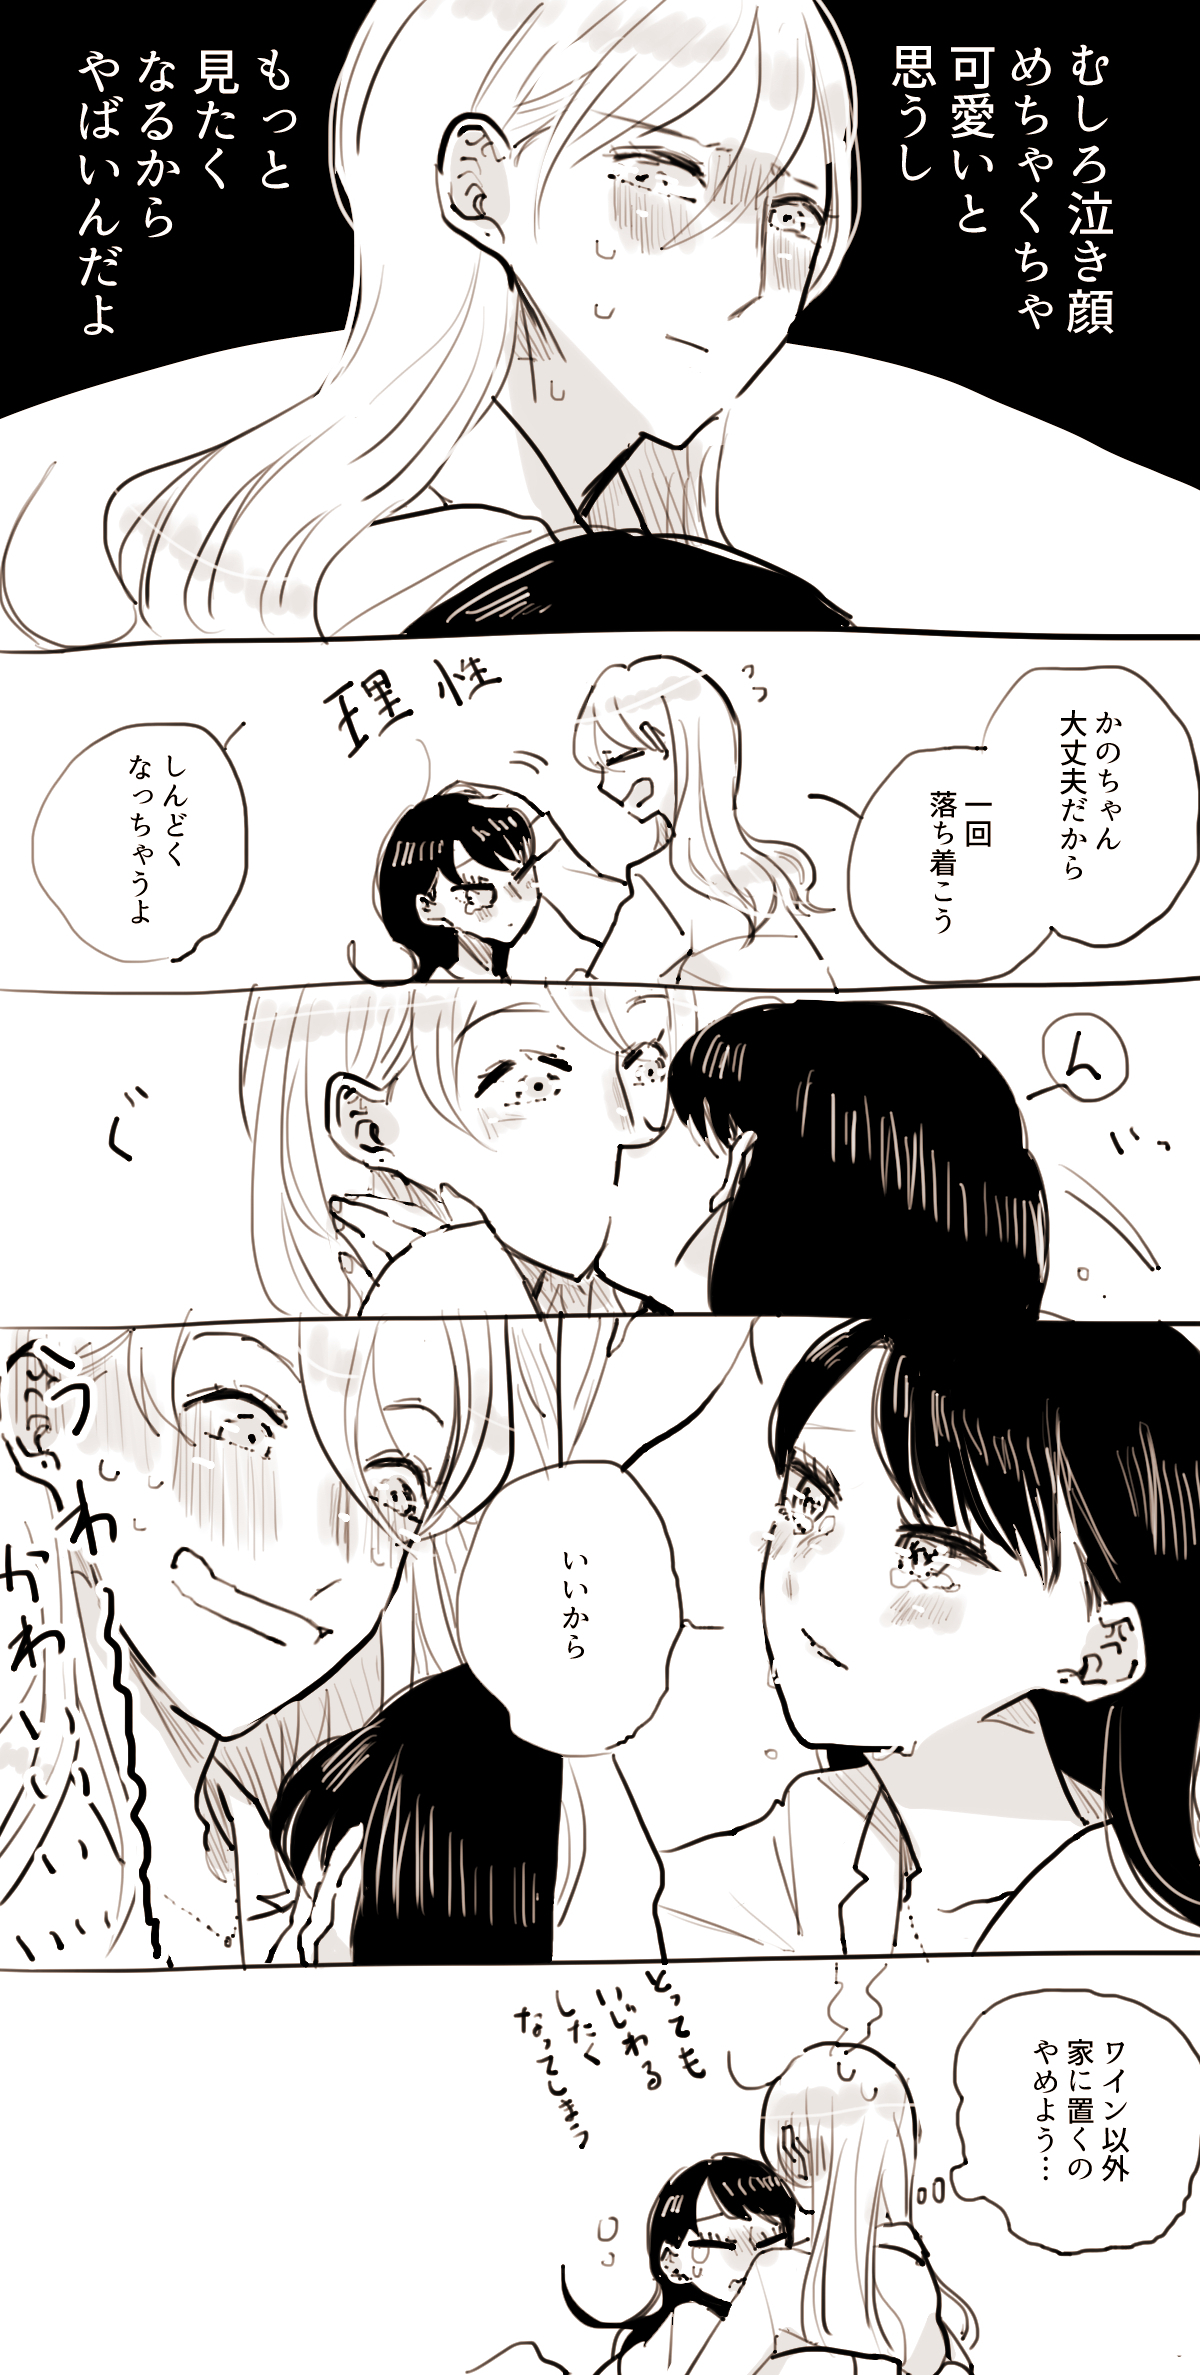 むしろ泣き顔
めちゃくちゃ
可愛いと
思うし
もっと
見たく
なるから
やばいんだよ
かのちゃん
大丈夫だから
一回
落ち着こう
理性
しんどく
なっちゃうよ
ん
ぐ
いいから
うわ
かわいいいいい
ワイン以外
家に置くの
やめよう…
とっても
いじわる
したく
なってしまう